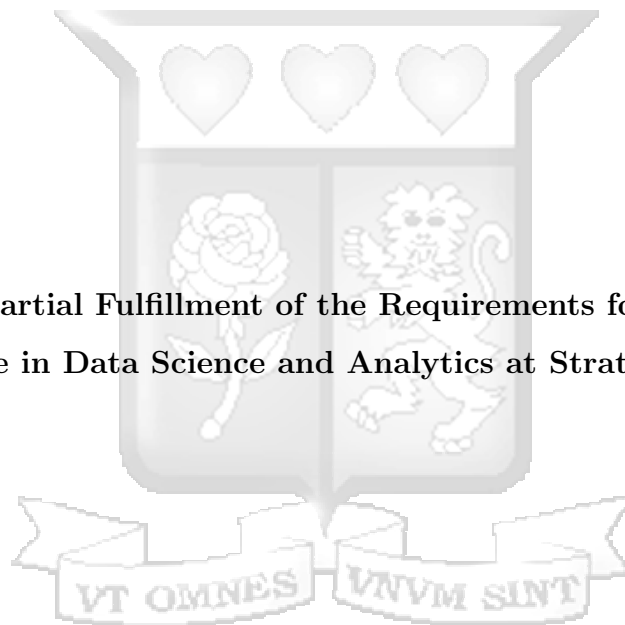 artial Fulfillment of the Requirements fo
e in Data Science and Analytics at Strat
VT OMNES VNVM SINT